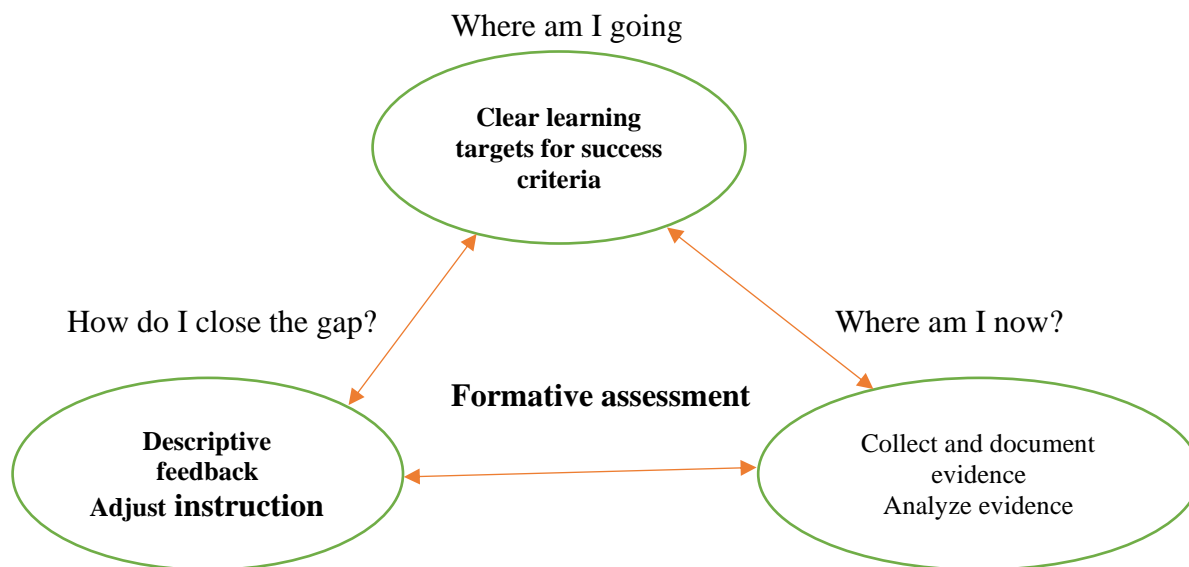 Where am I going
Clear learning
targets for success
criteria
How do I close the gap?
Where am I now?
Formative assessment
Descriptive
feedback
Adjust instruction
Collect and document
evidence
Analyze evidence